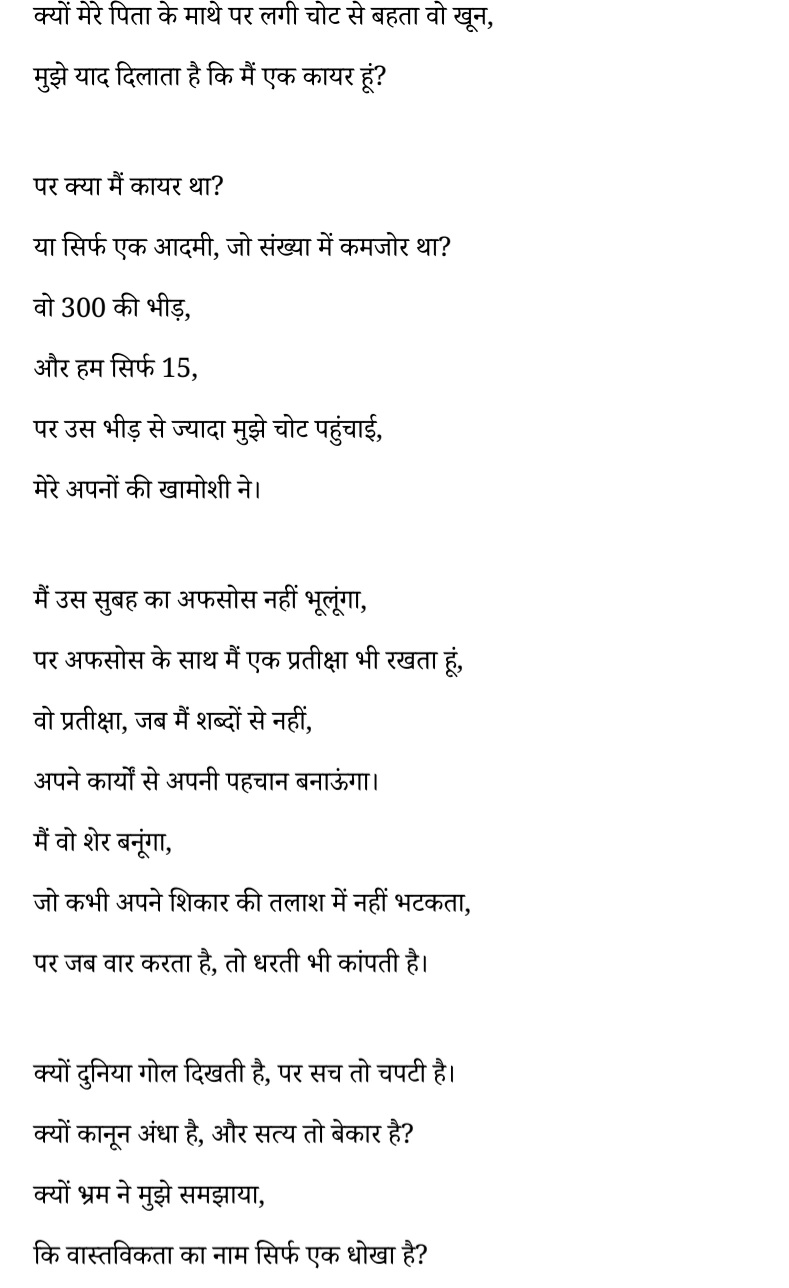 क्यों मेरे पिता के माथे पर लगी चोट से बहता वो खून,
मुझे याद दिलाता है कि मैं एक कायर हूं?
पर क्या मैं कायर था?
या सिर्फ एक आदमी, जो संख्या में कमजोर था?
वो 300 की भीड़,
और हम सिर्फ 15,
पर उस भीड़ से ज्यादा मुझे चोट पहुंचाई,
मेरे अपनों की खामोशी ने।
मैं उस सुबह का अफसोस नहीं भूलूंगा,
पर अफसोस के साथ मैं एक प्रतीक्षा भी रखता हूं,
वो प्रतीक्षा, जब मैं शब्दों से नहीं,
अपने कार्यों से अपनी पहचान बनाऊंगा।
मैं वो शेर बनूंगा,
जो कभी अपने शिकार की तलाश में नहीं भटकता,
पर जब वार करता है, तो धरती भी कांपती है।
क्यों दुनिया गोल दिखती है, पर सच तो चपटी है।
क्यों कानून अंधा है, और सत्य तो बेकार है?
क्यों भ्रम ने मुझे समझाया,
कि वास्तविकता का नाम सिर्फ एक धोखा है?